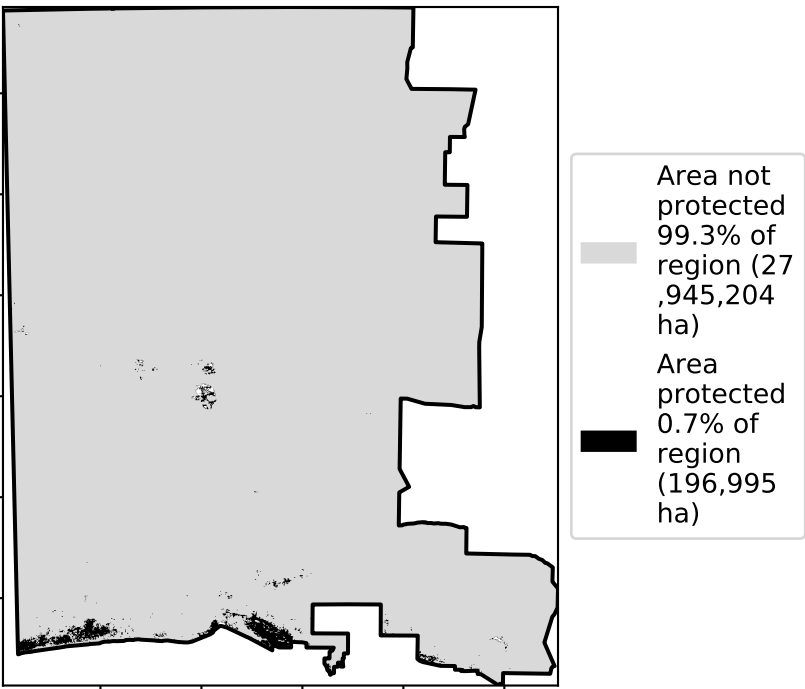 Area not
protected
99.3% of
region (27
,945,204
ha)
Area
protected
0.7% of
region
(196,995
ha)